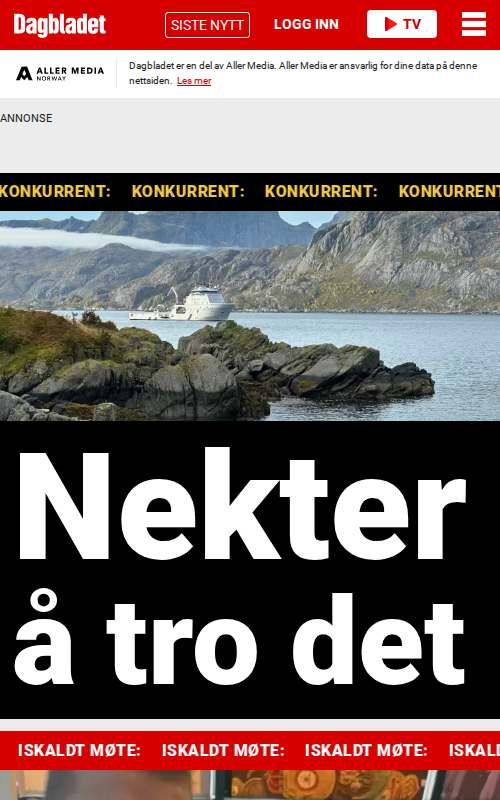 Dagbladet
SISTE NYTT
LOGG INN
TV
ALLER MEDIA
NORWAY
Dagbladet er en del av Aller Media. Aller Media er ansvarlig for dine data på denne
nettsiden. Les mer
ANNONSE
KONKURRENT: KONKURRENT: KONKURRENT: KONKURRENT
Nekter
å tro det
ISKALDT MØTE: ISKALDT MØTE: ISKALDT MØTE: ISKALD